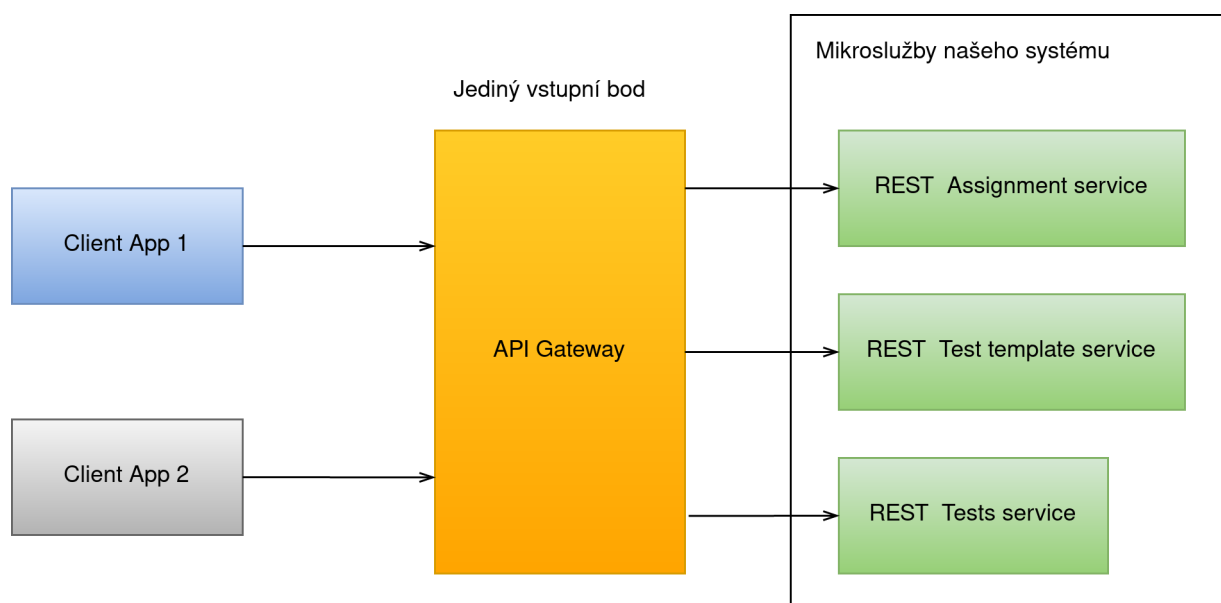 Mikroslužby našeho systému
Jediný vstupní bod
REST Assignment service
Client App 1
API Gateway
REST Test template service
Client App 2
REST Tests service